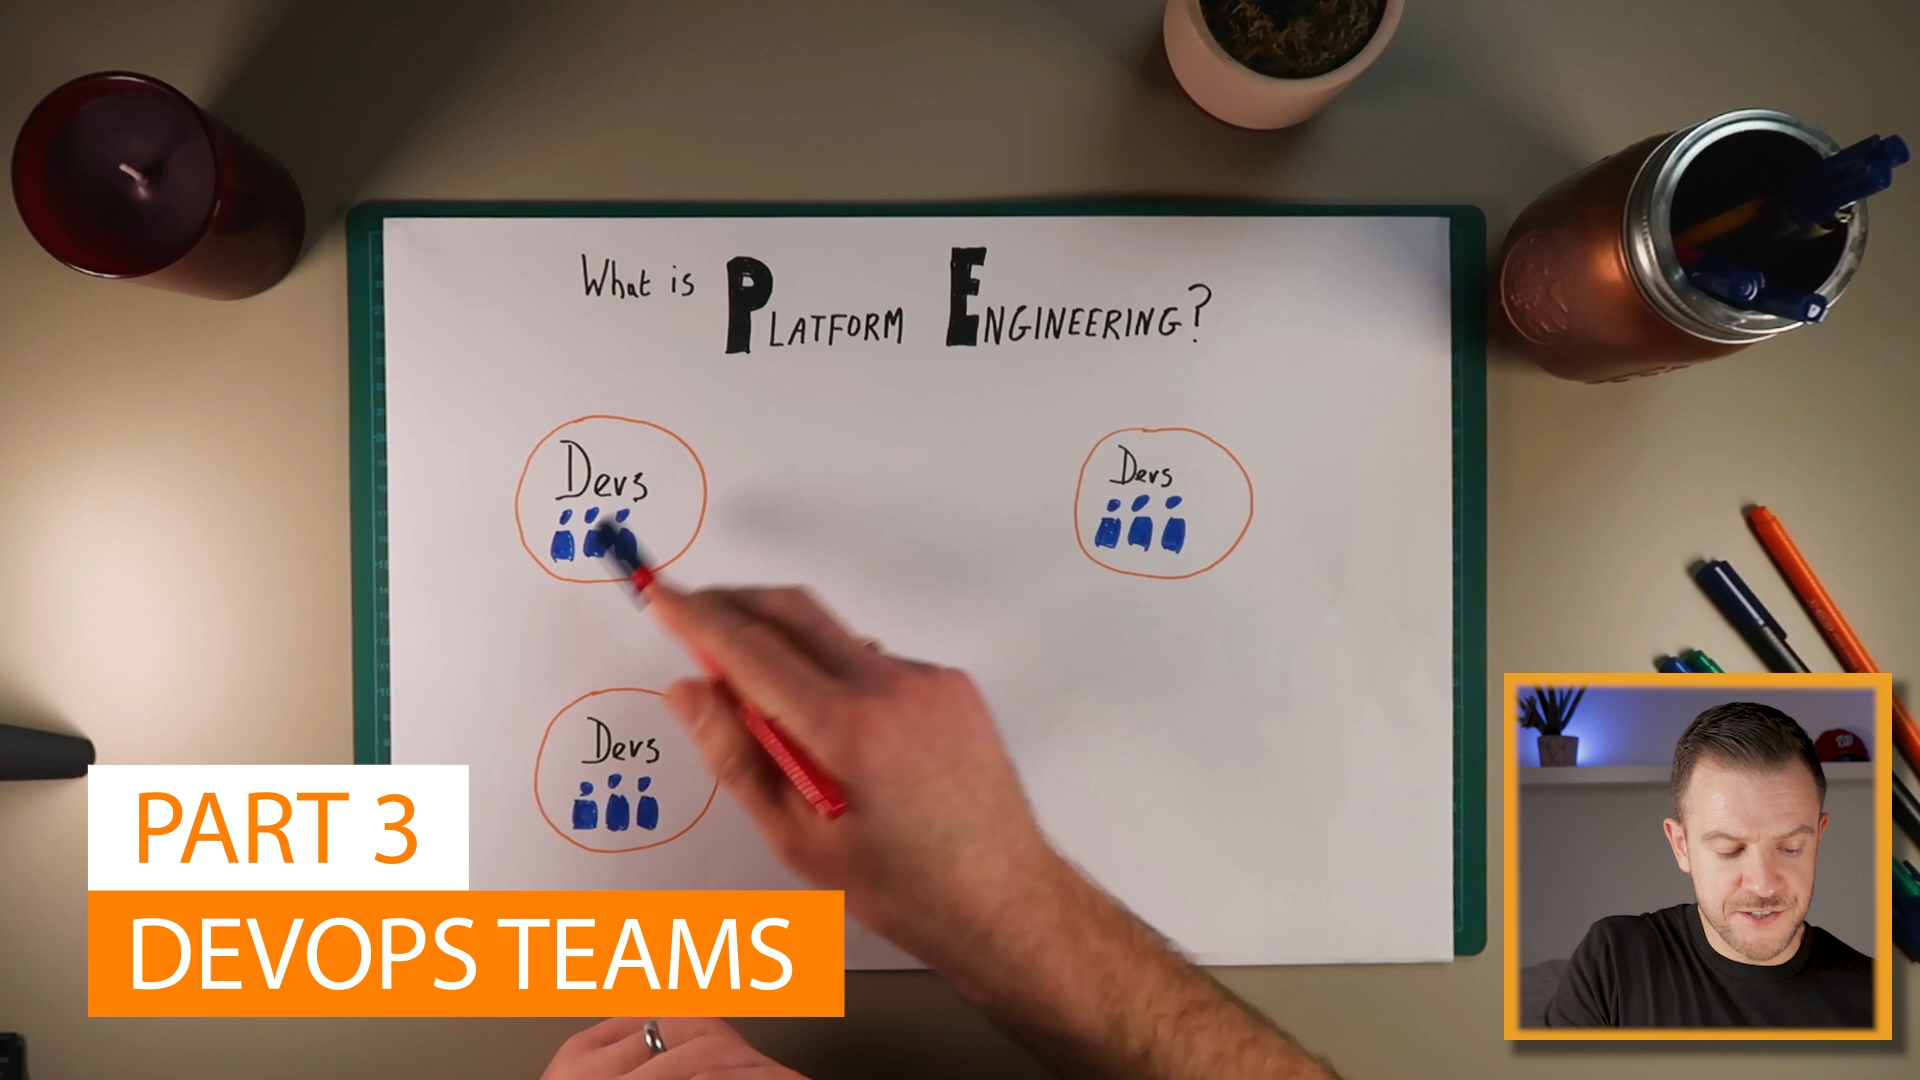 What is PLATFORM ENGINEERING?
Devs
Devs
Devs
PART 3
DEVOPS TEAMS